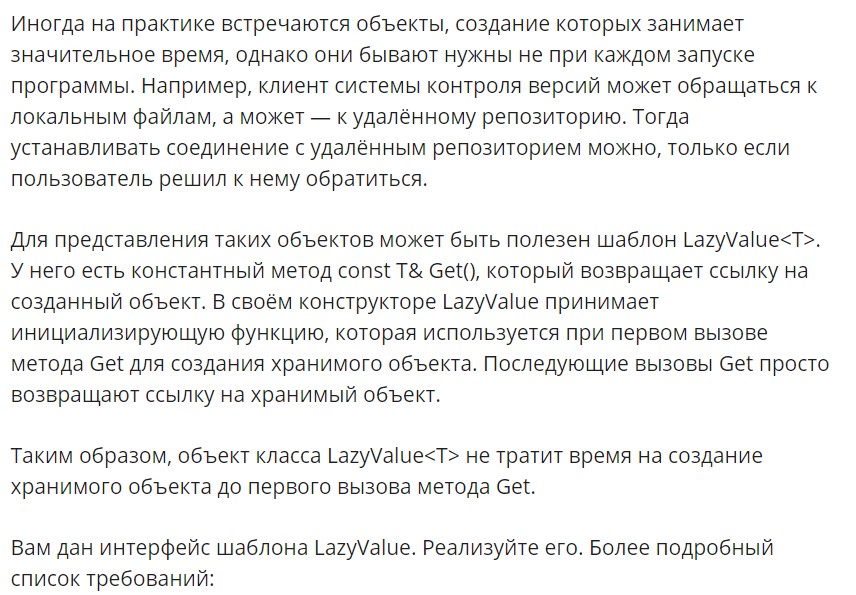 Иногда на практике встречаются объекты, создание которых занимает
значительное время, однако они бывают нужны не при каждом запуске
программы. Например, клиент системы контроля версий может обращаться к
локальным файлам, а может — к удалённому репозиторию. Тогда
устанавливать соединение с удалённым репозиторием можно, только если
пользователь решил к нему обратиться.
Для представления таких объектов может быть полезен шаблон LazyValue<T>.
У него есть константный метод const T& Get(), который возвращает ссылку на
созданный объект. В своём конструкторе LazyValue принимает
инициализирующую функцию, которая используется при первом вызове
метода Get для создания хранимого объекта. Последующие вызовы Get просто
возвращают ссылку на хранимый объект.
Таким образом, объект класса LazyValue<T> не тратит время на создание
хранимого объекта до первого вызова метода Get.
Вам дан интерфейс шаблона LazyValue. Реализуйте его. Более подробный
список требований: